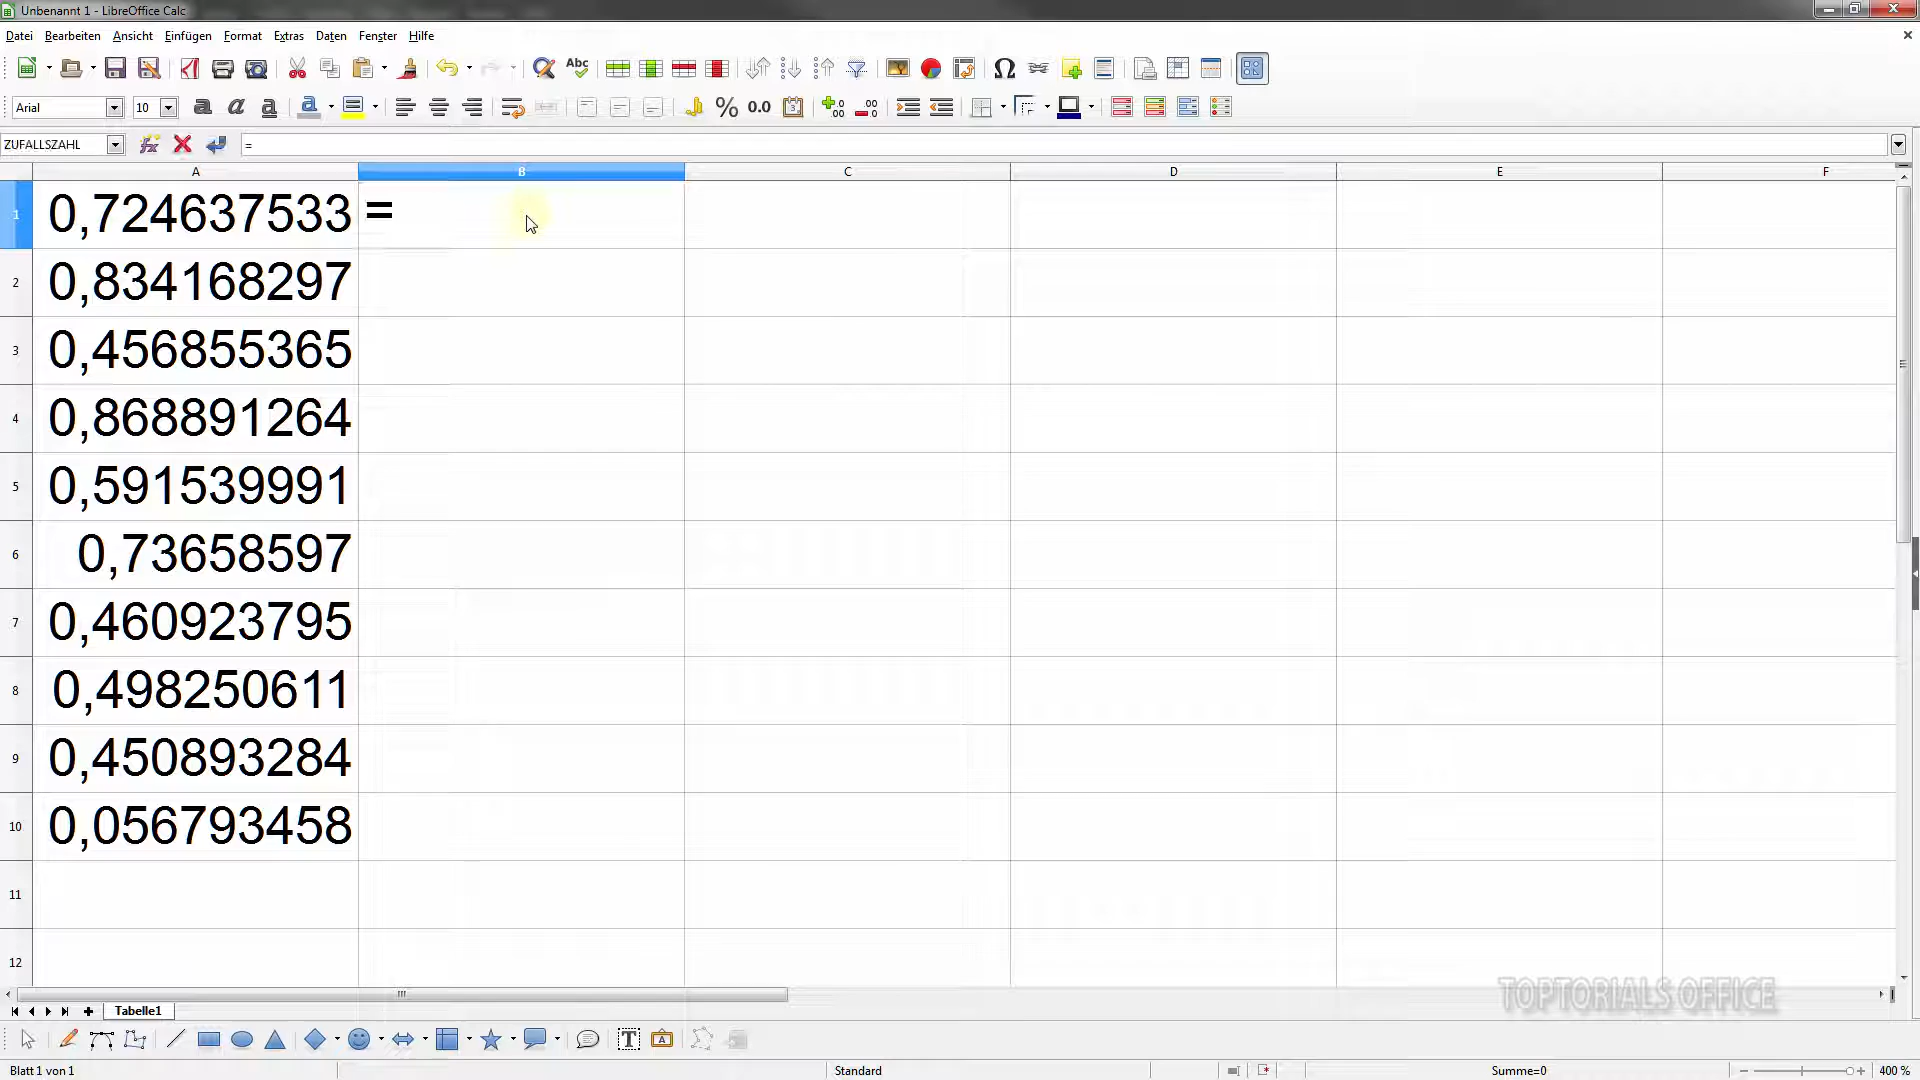 Unbenannt 1 - LibreOffice Calc
Datei Bearbeiten Ansicht Einfügen Format Extras Daten Fenster Hilfe
Abc
Arial 10 a a a a % 0.0
ZUFALLSZAHL =
A B C D E F
1 0,724637533 =
2 0,834168297
3 0,456855365
4 0,868891264
5 0,591539991
6 0,73658597
7 0,460923795
8 0,498250611
9 0,450893284
10 0,056793458
11
12
TOPTORIALS OFFICE
Tabelle1
Blatt 1 von 1 Standard Summe=0 400 %